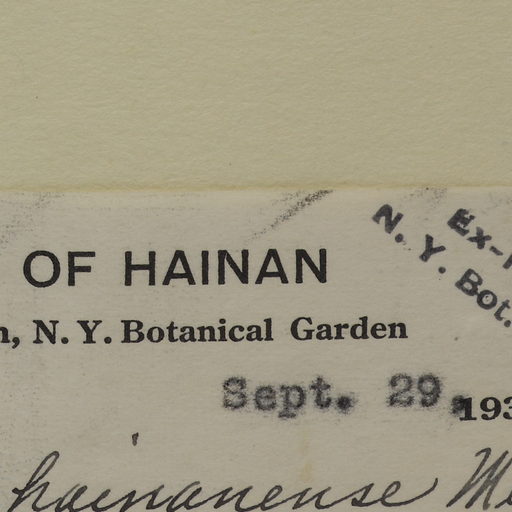 OF HAINAN
N. Y. Botanical Garden
Ex-
N. Y. Bot.
Sept. 29, 193
hainanense